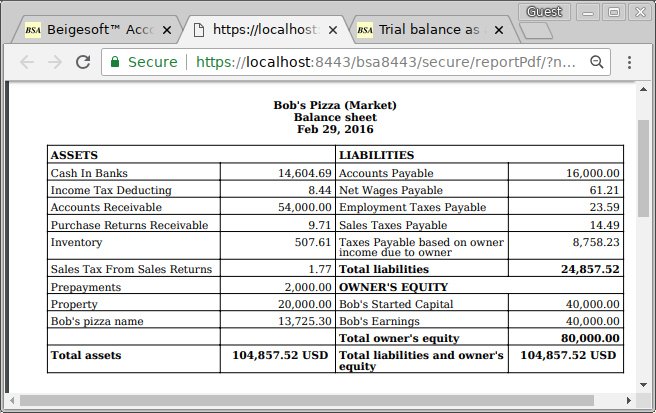 Guest
BSA Beigesoft™ Acco
https://localhost:
BSA Trial balance as
Secure https://localhost:8443/bsa8443/secure/reportPdf/?n...
Bob's Pizza (Market)
Balance sheet
Feb 29, 2016
ASSETS LIABILITIES
Cash In Banks 14,604.69 Accounts Payable 16,000.00
Income Tax Deducting 8.44 Net Wages Payable 61.21
Accounts Receivable 54,000.00 Employment Taxes Payable 23.59
Purchase Returns Receivable 9.71 Sales Taxes Payable 14.49
Inventory 507.61 Taxes Payable based on owner 8,758.23
income due to owner
Sales Tax From Sales Returns 1.77 Total liabilities 24,857.52
Prepayments 2,000.00 OWNER'S EQUITY
Property 20,000.00 Bob's Started Capital 40,000.00
Bob's pizza name 13,725.30 Bob's Earnings 40,000.00
Total owner's equity 80,000.00
Total assets 104,857.52 USD Total liabilities and owner's 104,857.52 USD
equity